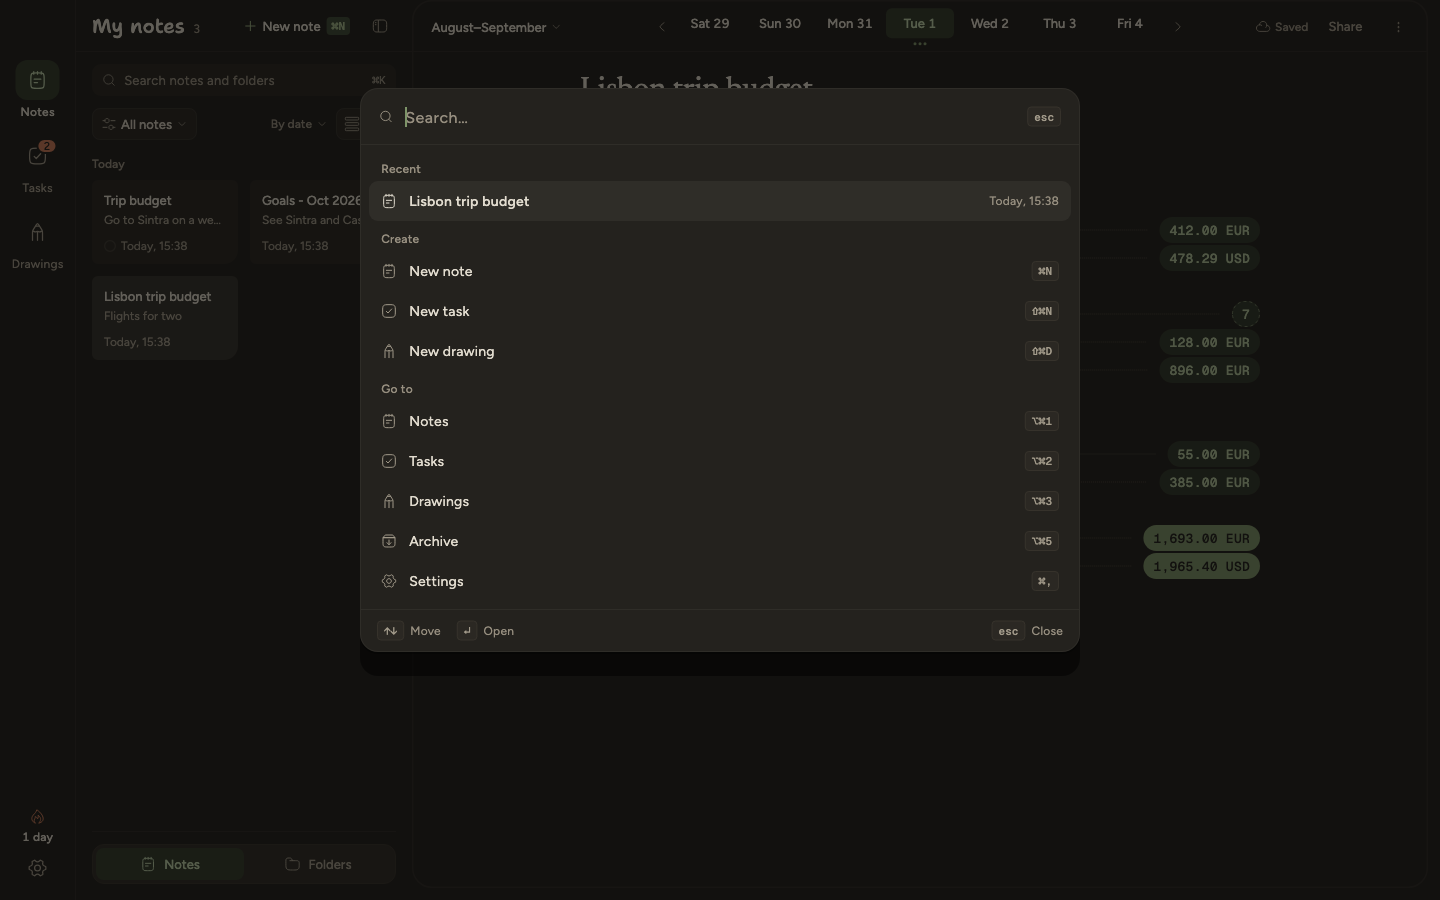 My notes 3
New note ⌘N
August–September
Sat 29
Sun 30
Mon 31
Tue 1
Wed 2
Thu 3
Fri 4
Saved
Share
Search notes and folders ⌘K
All notes
By date
Notes
2
Tasks
Drawings
Today
Trip budget
Go to Sintra on a we...
Today, 15:38
Goals - Oct 2026
See Sintra and Cas
Today, 15:38
Lisbon trip budget
Flights for two
Today, 15:38
Lisbon trip budget
Search... esc
Recent
Lisbon trip budget Today, 15:38
Create
New note ⌘N
New task ⇧⌘N
New drawing ⇧⌘D
Go to
Notes ⌥⌘1
Tasks ⌥⌘2
Drawings ⌥⌘3
Archive ⌥⌘5
Settings ⌘,
↑↓ Move ↵ Open esc Close
412.00 EUR
478.29 USD
7
128.00 EUR
896.00 EUR
55.00 EUR
385.00 EUR
1,693.00 EUR
1,965.40 USD
1 day
Notes
Folders